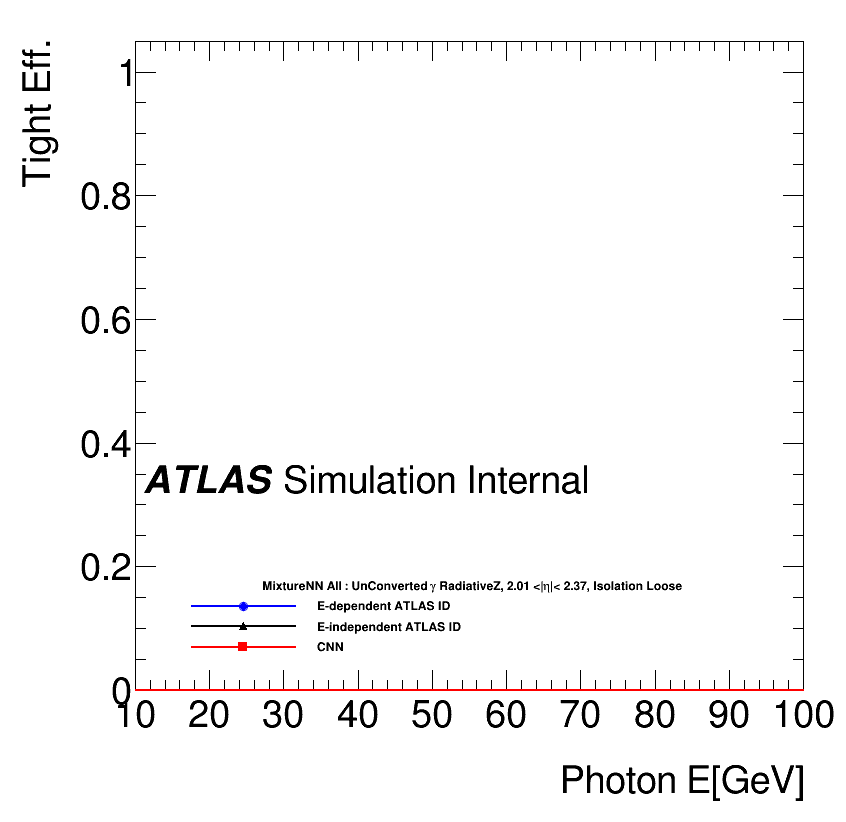 Tight Eff.
1
0.8
0.6
0.4
ATLAS Simulation Internal
0.2
MixtureNN All : UnConverted γ RadiativeZ, 2.01 <|η|< 2.37, Isolation Loose
E-dependent ATLAS ID
E-independent ATLAS ID
CNN
0
10 20 30 40 50 60 70 80 90 100
Photon E[GeV]